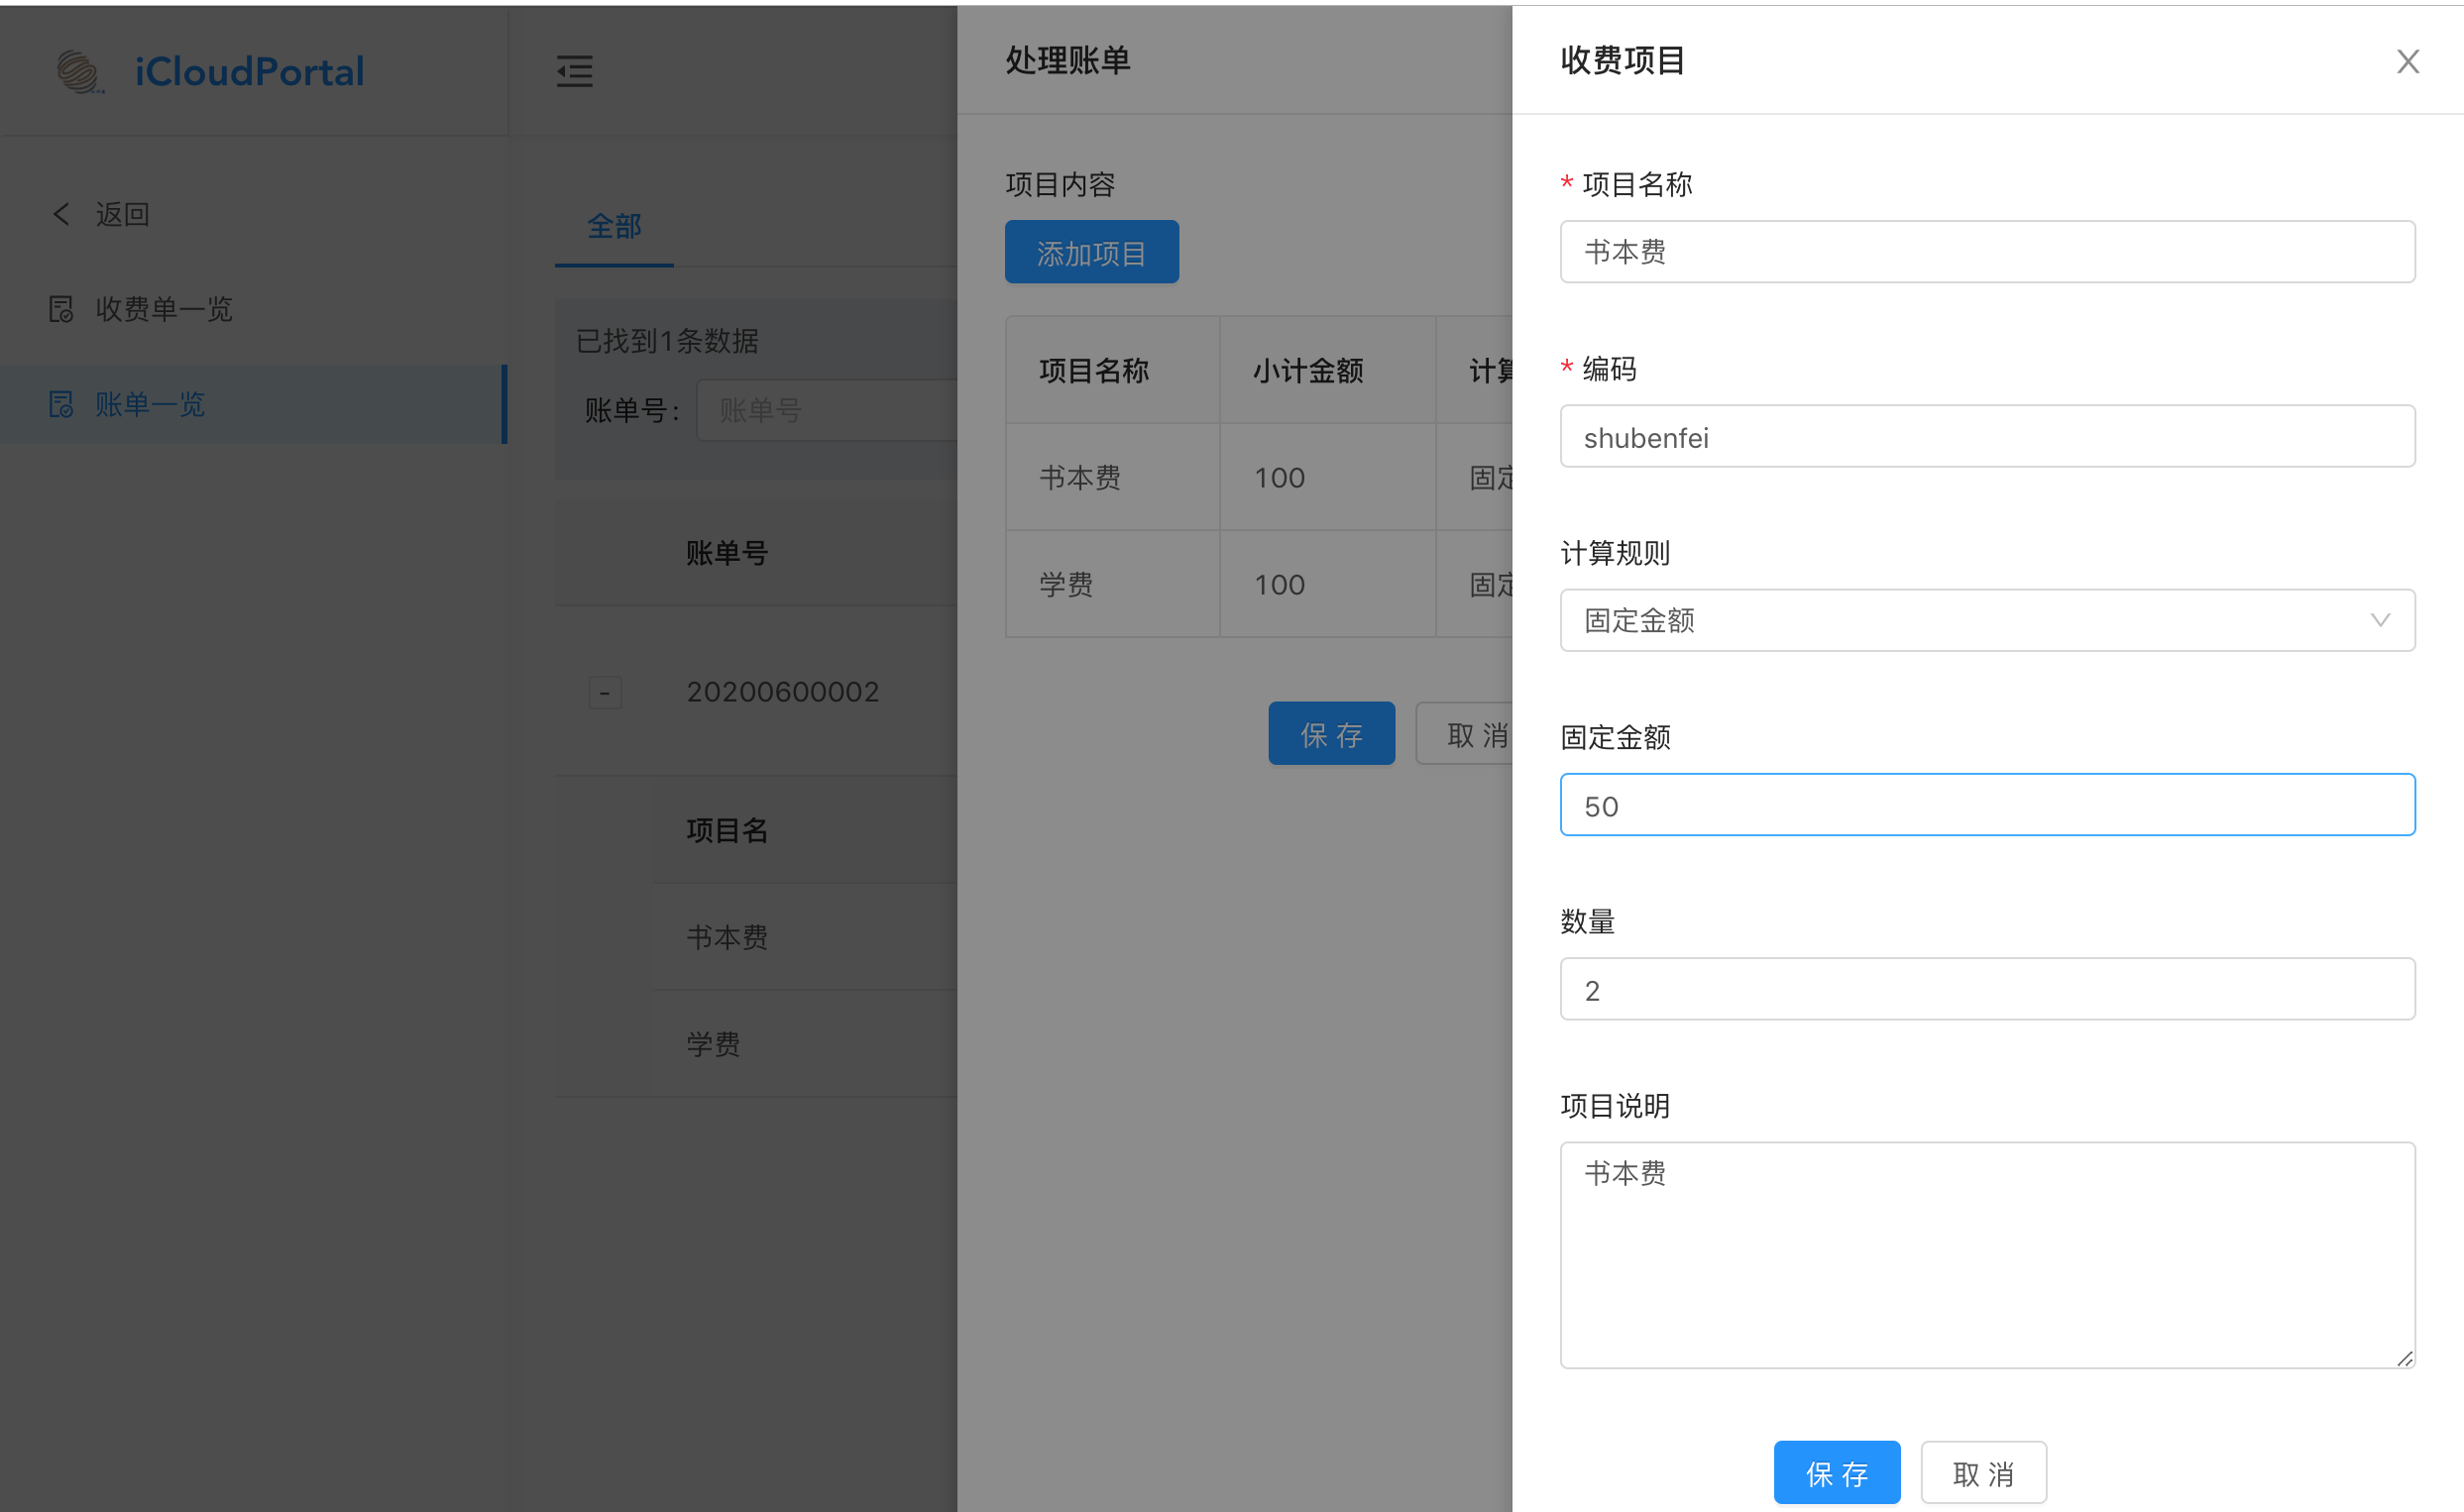 iCloudPortal
返回
收费单一览
账单一览
全部
已找到1条数据
账单号：
账单号
账单号
-
20200600002
项目名
书本费
学费
处理账单
项目内容
添加项目
项目名称 小计金额 计
书本费 100 固
学费 100 固
保存 取消
收费项目
* 项目名称
书本费
* 编码
shubenfei
计算规则
固定金额
固定金额
50
数量
2
项目说明
书本费
保存 取消